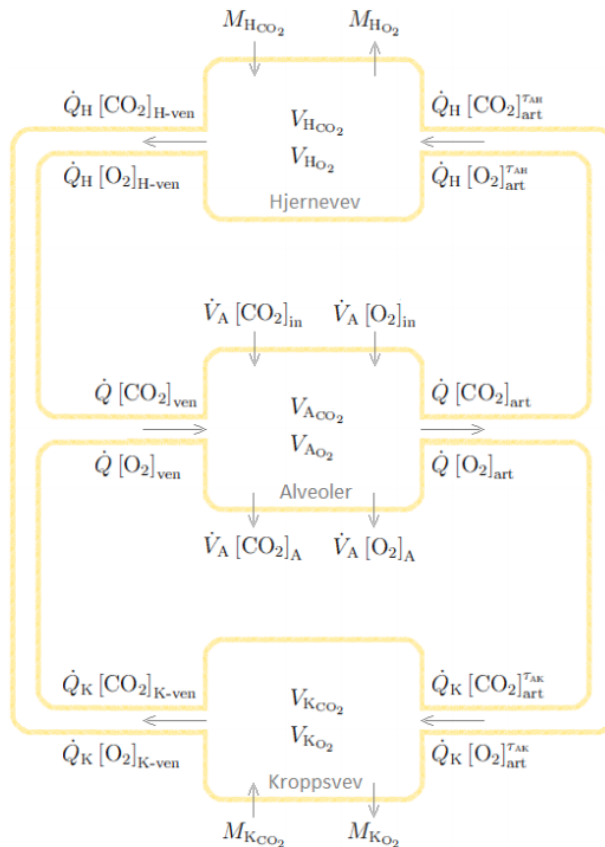 M_{H_{CO_2}} M_{H_{O_2}}
Q̇_H [CO_2]_{H-ven} Q̇_H [CO_2]_{art}^{τ_{AH}}
V_{H_{CO_2}}
V_{H_{O_2}}
Q̇_H [O_2]_{H-ven} Q̇_H [O_2]_{art}^{τ_{AH}}
Hjernevev
V̇_A [CO_2]_{in} V̇_A [O_2]_{in}
Q̇ [CO_2]_{ven} Q̇ [CO_2]_{art}
V_{A_{CO_2}}
V_{A_{O_2}}
Q̇ [O_2]_{ven} Q̇ [O_2]_{art}
Alveoler
V̇_A [CO_2]_A V̇_A [O_2]_A
Q̇_K [CO_2]_{K-ven} Q̇_K [CO_2]_{art}^{τ_{AK}}
V_{K_{CO_2}}
V_{K_{O_2}}
Q̇_K [O_2]_{K-ven} Q̇_K [O_2]_{art}^{τ_{AK}}
Kroppsvev
M_{K_{CO_2}} M_{K_{O_2}}